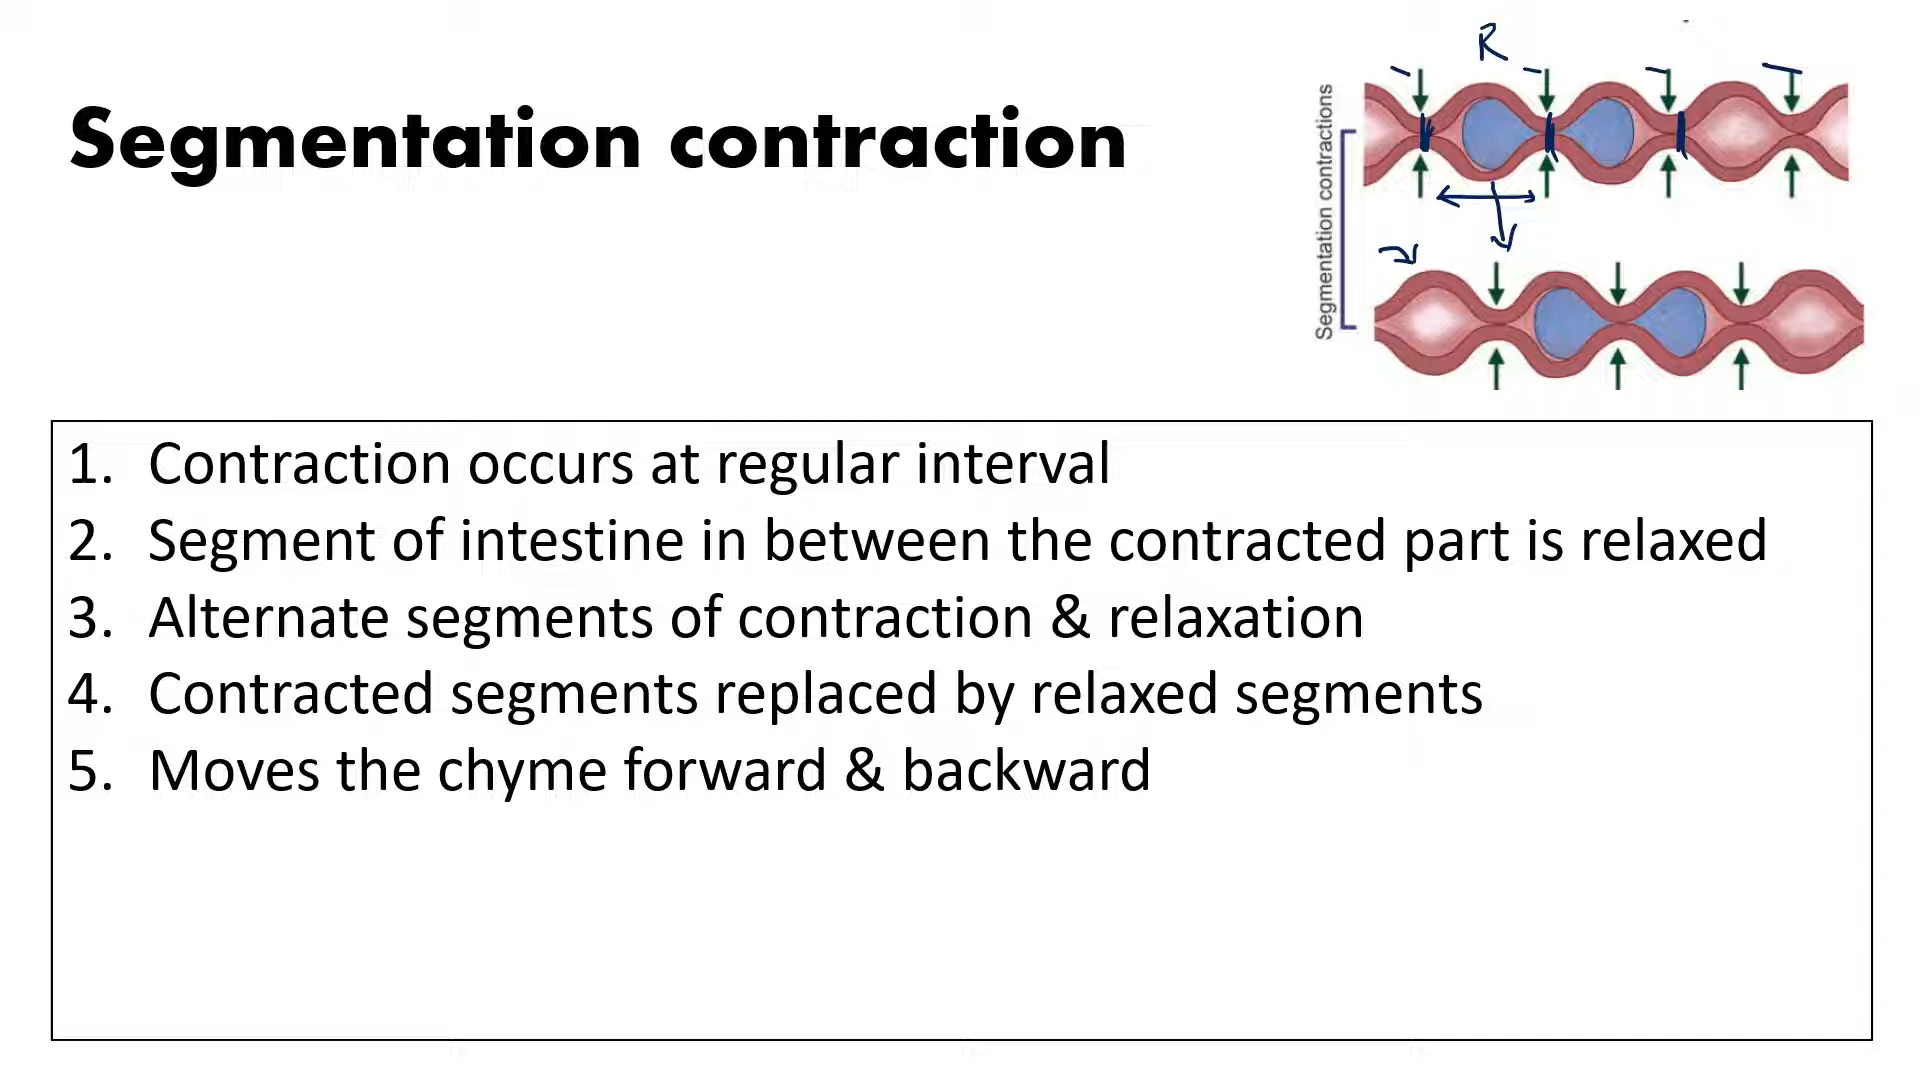 Segmentation contraction
R
Segmentation contractions
1. Contraction occurs at regular interval
2. Segment of intestine in between the contracted part is relaxed
3. Alternate segments of contraction & relaxation
4. Contracted segments replaced by relaxed segments
5. Moves the chyme forward & backward